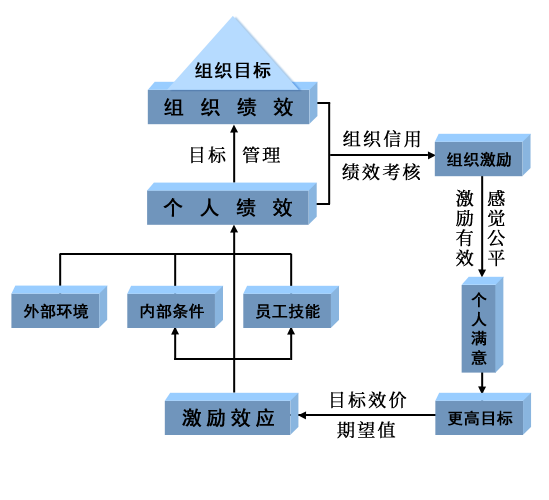 组织目标
组织绩效
组织信用
绩效考核
组织激励
目标 管理
个人绩效
激励有效
感觉公平
外部环境
内部条件
员工技能
个人满意
目标效价
期望值
激励效应
更高目标